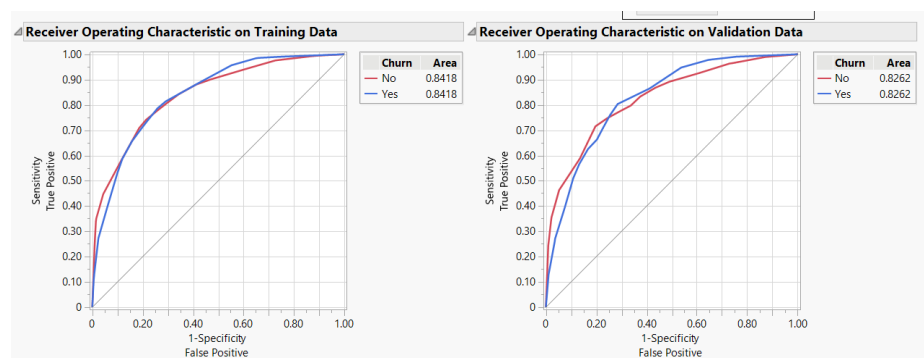 Receiver Operating Characteristic on Training Data
1.00
0.90
0.80
0.70
0.60
0.50
0.40
0.30
0.20
0.10
0
Sensitivity
True Positive
0 0.20 0.40 0.60 0.80 1.00
1-Specificity
False Positive
Churn Area
No 0.8418
Yes 0.8418
Receiver Operating Characteristic on Validation Data
1.00
0.90
0.80
0.70
0.60
0.50
0.40
0.30
0.20
0.10
0
Sensitivity
True Positive
0 0.20 0.40 0.60 0.80 1.00
1-Specificity
False Positive
Churn Area
No 0.8262
Yes 0.8262